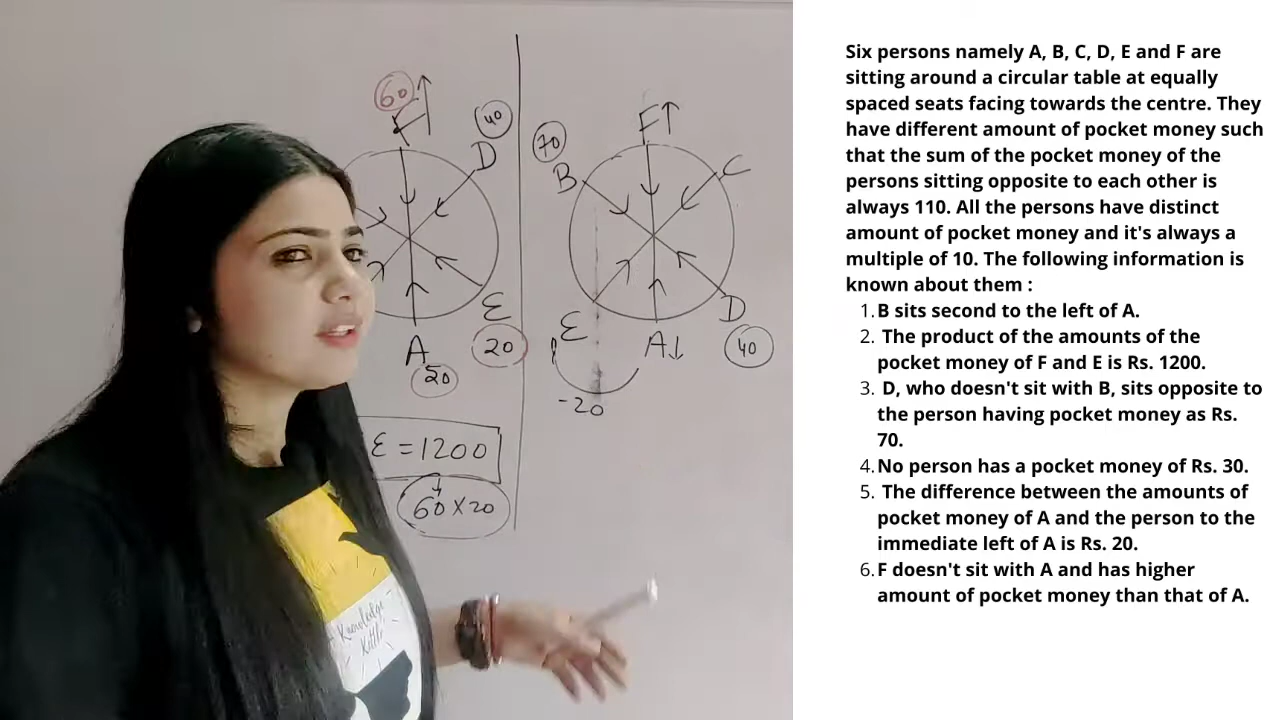 60
F
40
D
E
20
A
50
E = 1200
60 x 20
70
B
F
C
D
40
A
E
-20
Knowledge
Kettle
Six persons namely A, B, C, D, E and F are
sitting around a circular table at equally
spaced seats facing towards the centre. They
have different amount of pocket money such
that the sum of the pocket money of the
persons sitting opposite to each other is
always 110. All the persons have distinct
amount of pocket money and it's always a
multiple of 10. The following information is
known about them :
1. B sits second to the left of A.
2. The product of the amounts of the
pocket money of F and E is Rs. 1200.
3. D, who doesn't sit with B, sits opposite to
the person having pocket money as Rs.
70.
4. No person has a pocket money of Rs. 30.
5. The difference between the amounts of
pocket money of A and the person to the
immediate left of A is Rs. 20.
6. F doesn't sit with A and has higher
amount of pocket money than that of A.